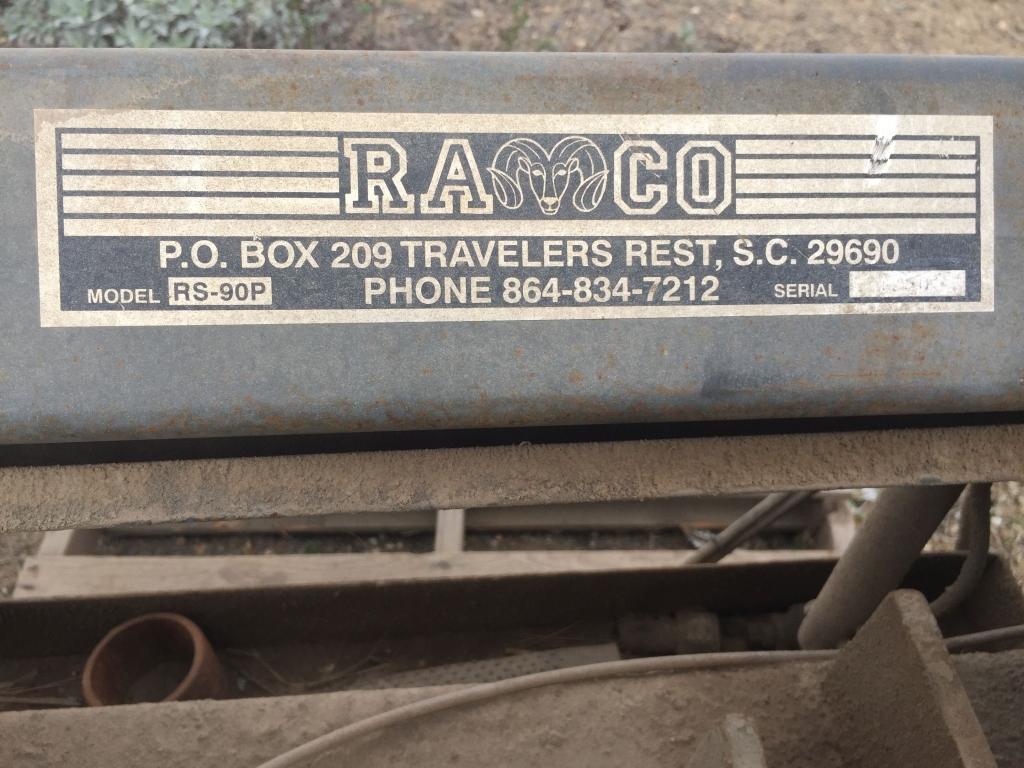 RAMCO
P.O. BOX 209 TRAVELERS REST, S.C. 29690
MODEL RS-90P PHONE 864-834-7212 SERIAL